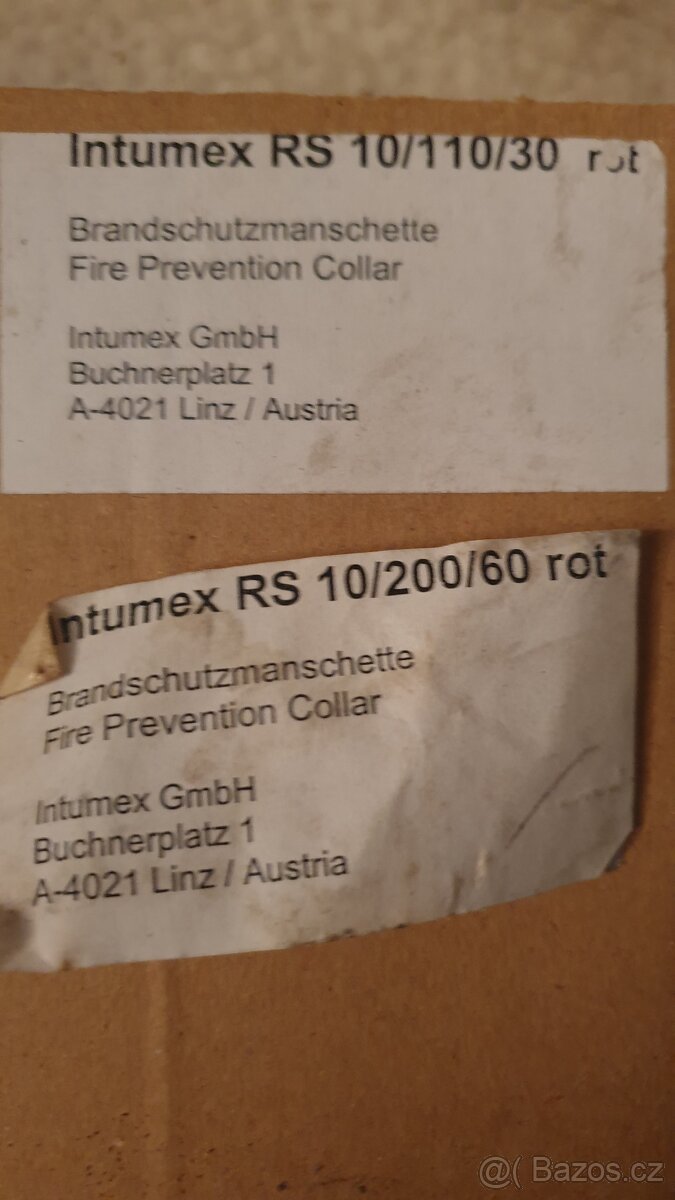 Intumex RS 10/110/30 rot
Brandschutzmanschette
Fire Prevention Collar
Intumex GmbH
Buchnerplatz 1
A-4021 Linz / Austria
Intumex RS 10/200/60 rot
Brandschutzmanschette
Fire Prevention Collar
Intumex GmbH
Buchnerplatz 1
A-4021 Linz / Austria
@( Bazos.cz